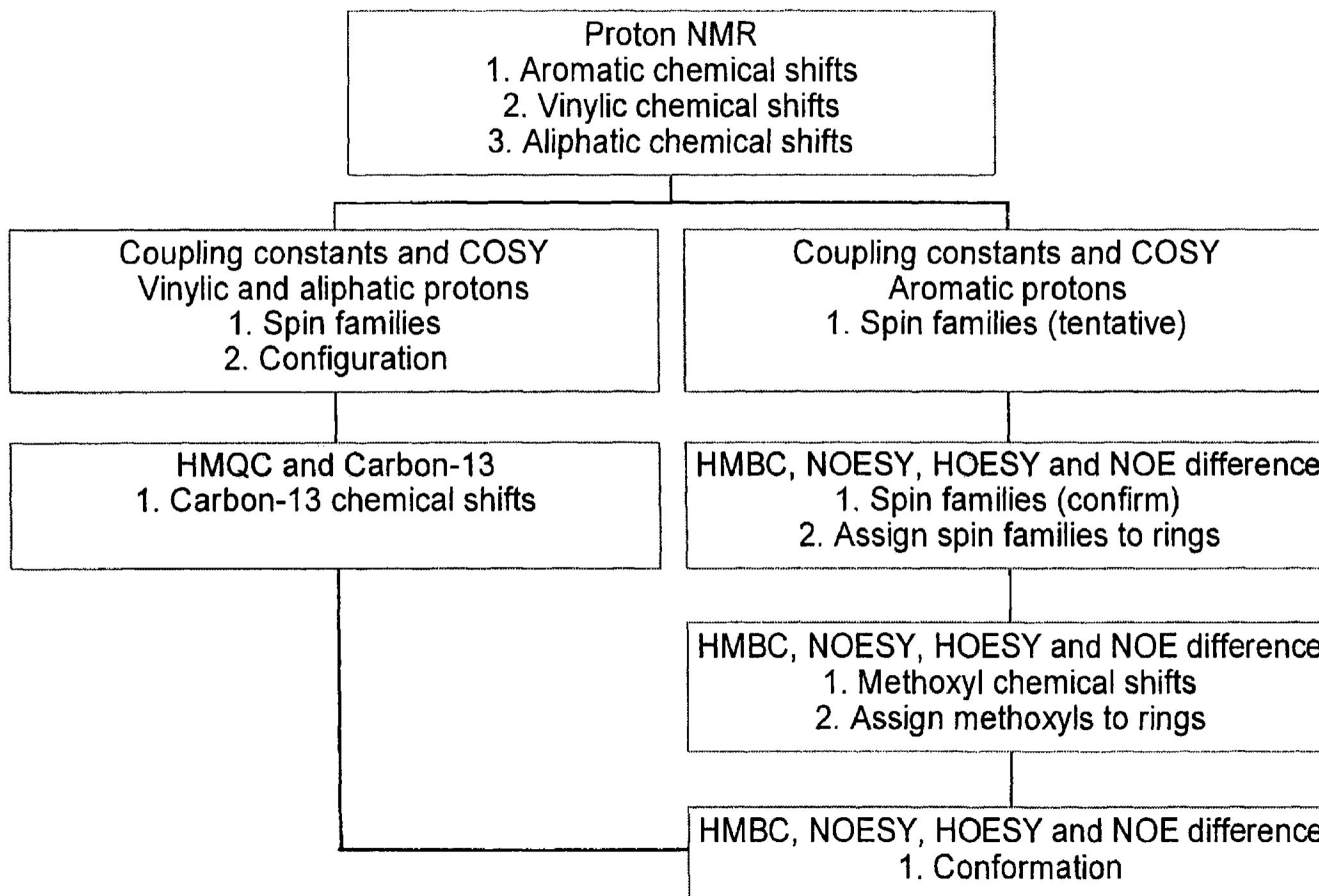 Proton NMR
1. Aromatic chemical shifts
2. Vinylic chemical shifts
3. Aliphatic chemical shifts
Coupling constants and COSY
Vinylic and aliphatic protons
1. Spin families
2. Configuration
Coupling constants and COSY
Aromatic protons
1. Spin families (tentative)
HMQC and Carbon-13
1. Carbon-13 chemical shifts
HMBC, NOESY, HOESY and NOE difference
1. Spin families (confirm)
2. Assign spin families to rings
HMBC, NOESY, HOESY and NOE difference
1. Methoxyl chemical shifts
2. Assign methoxyls to rings
HMBC, NOESY, HOESY and NOE difference
1. Conformation